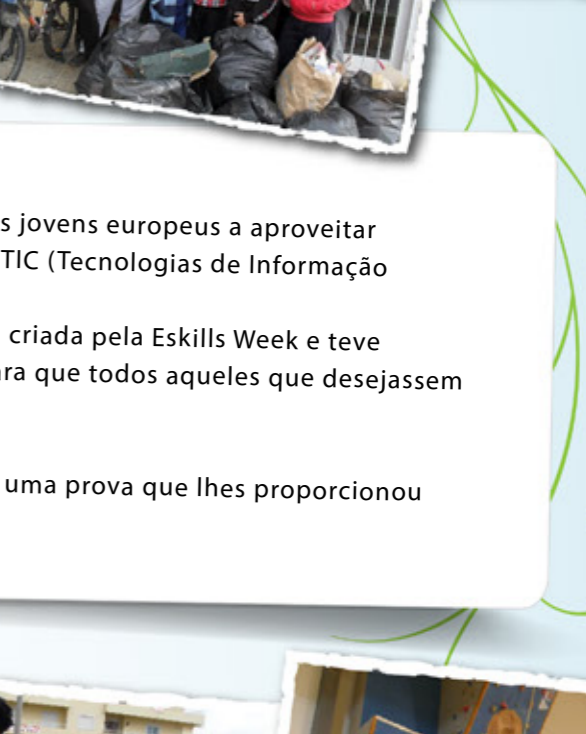 s jovens europeus a aproveitar
TIC (Tecnologias de Informação
criada pela Eskills Week e teve
ra que todos aqueles que desejassem
uma prova que lhes proporcionou